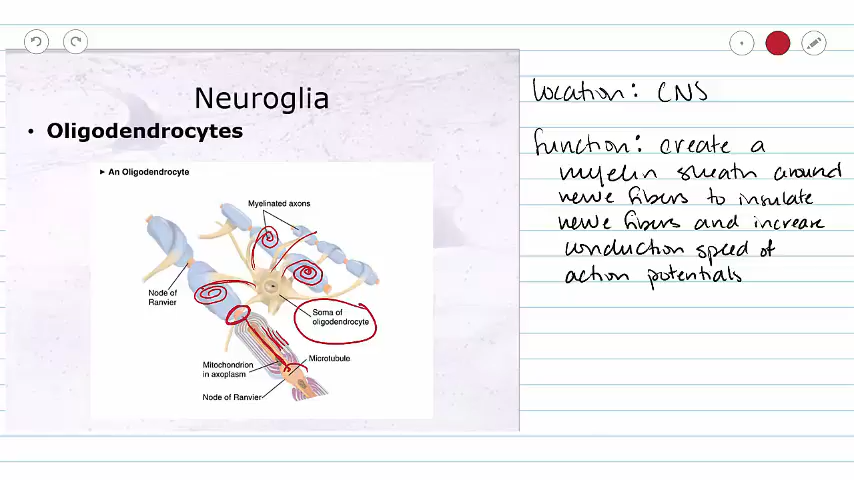 Neuroglia
• Oligodendrocytes
► An Oligodendrocyte
Myelinated axons
Node of
Ranvier
Soma of
oligodendrocyte
Mitochondrion
in axoplasm
Microtubule
Node of Ranvier
location: CNS
function: create a
myelin sheath around
nerve fibers to insulate
nerve fibers and increase
conduction speed of
action potentials